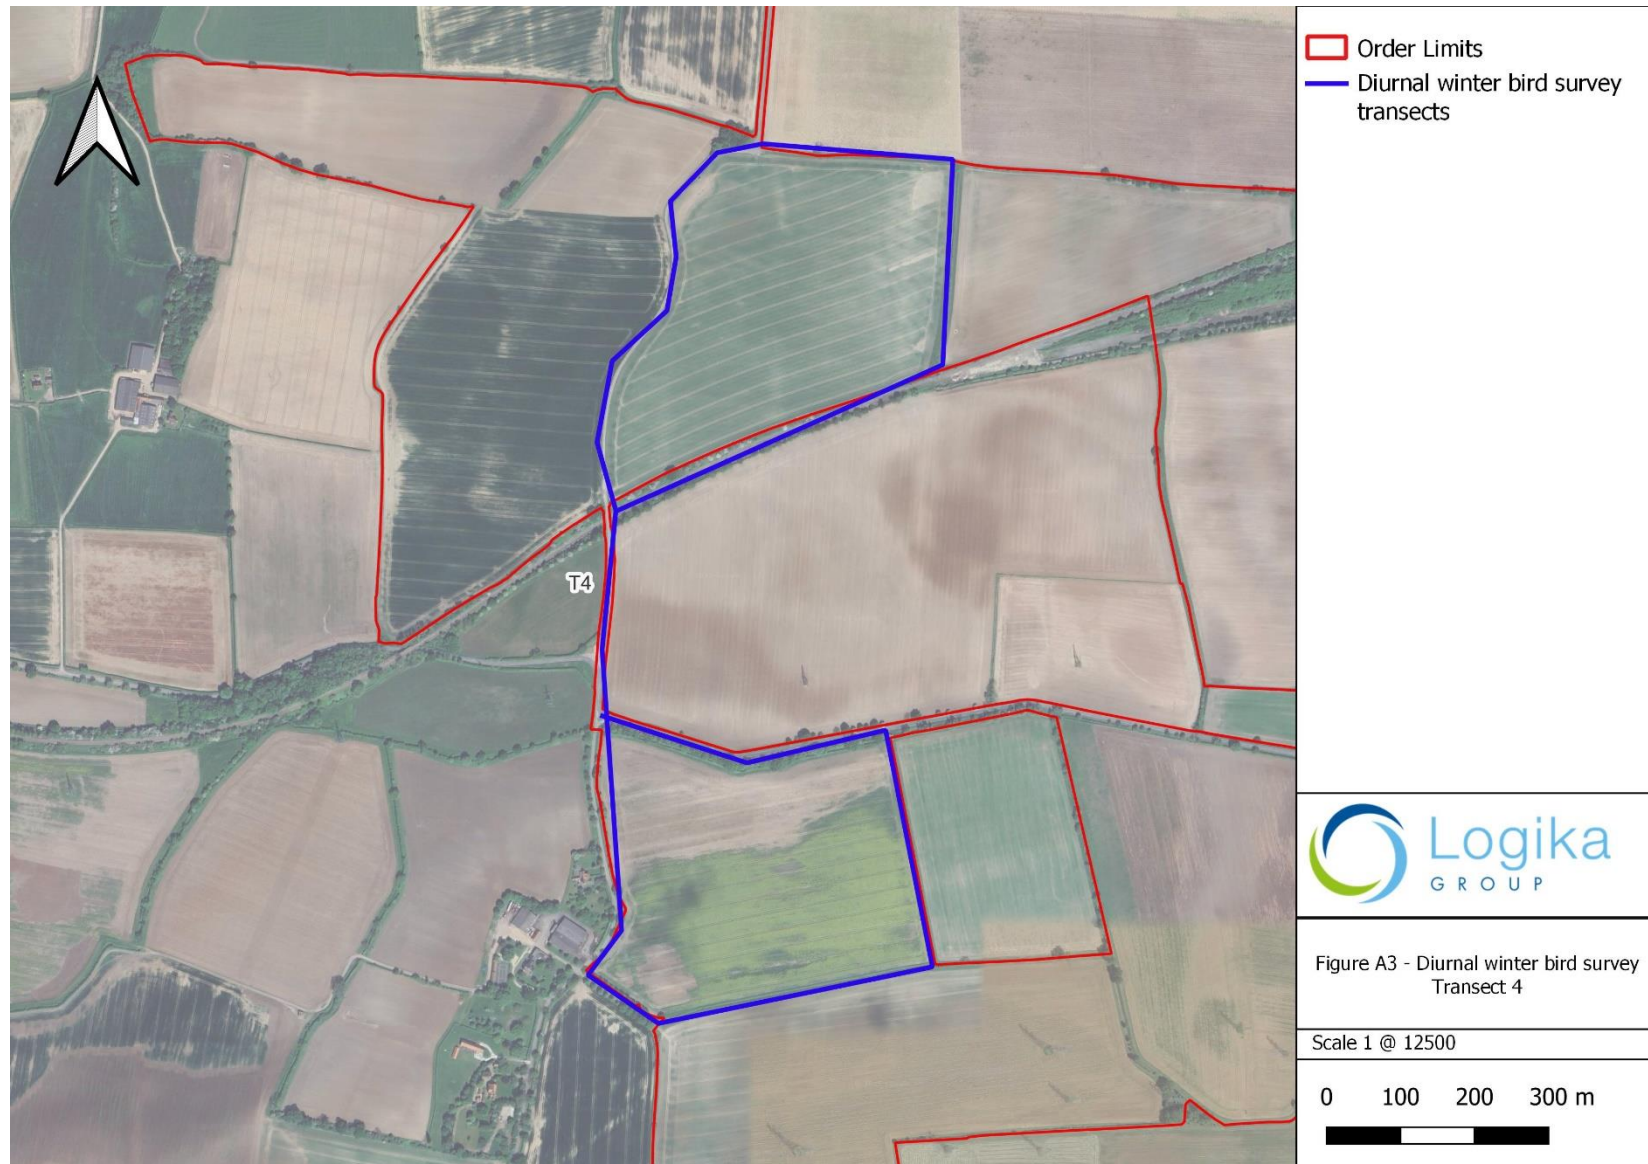 Order Limits
Diurnal winter bird survey
transects
T4
Logika
GROUP
Figure A3 - Diurnal winter bird survey
Transect 4
Scale 1 @ 12500
0 100 200 300 m